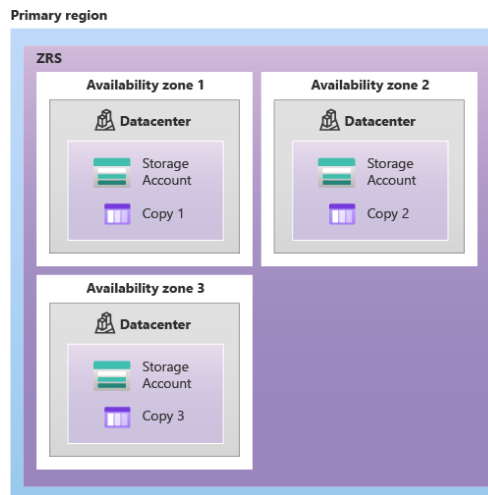 Primary region
ZRS
Availability zone 1
Datacenter
Storage
Account
Copy 1
Availability zone 2
Datacenter
Storage
Account
Copy 2
Availability zone 3
Datacenter
Storage
Account
Copy 3